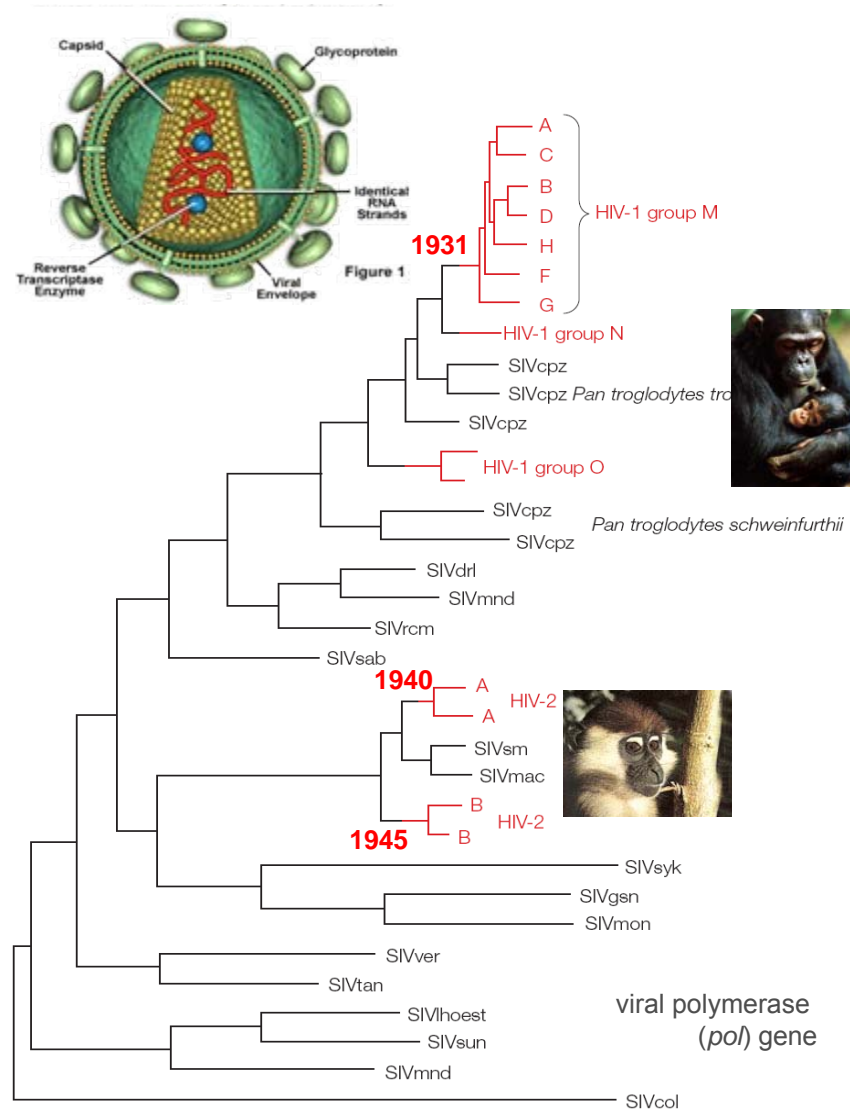 Capsid
Glycoprotein
Identical
RNA
Strands
Reverse
Transcriptase
Enzyme
Viral
Envelope
Figure 1
A
C
B
D
H
F
G
HIV-1 group M
1931
HIV-1 group N
SIVcpz
SIVcpz Pan troglodytes tro
SIVcpz
HIV-1 group O
SIVcpz
Pan troglodytes schweinfurthii
SIVcpz
SIVdrl
SIVmnd
SIVrcm
SIVsab
1940
A
HIV-2
A
SIVsm
SIVmac
B
HIV-2
B
1945
SIVsyk
SIVgsn
SIVmon
SIVver
SIVtan
SIVlhoest
SIVsun
SIVmnd
SIVcol
viral polymerase
(pol) gene